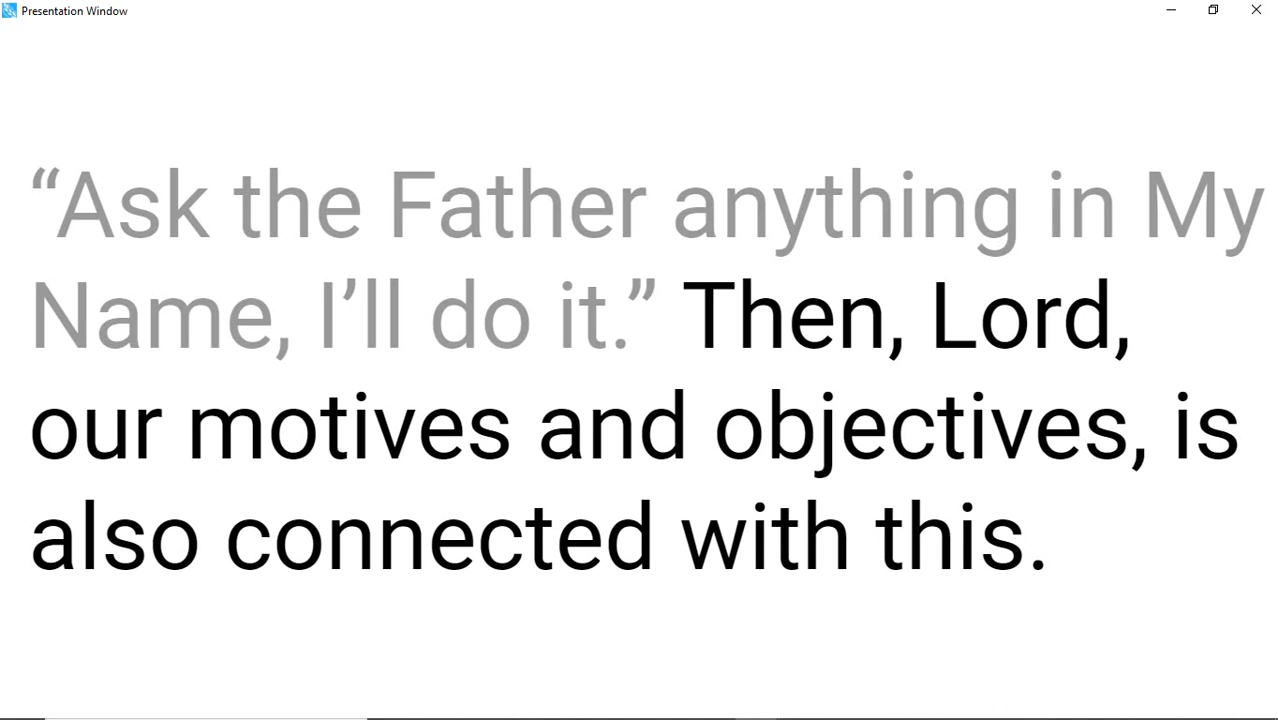 Presentation Window
“Ask the Father anything in My
Name, I’ll do it.” Then, Lord,
our motives and objectives, is
also connected with this.